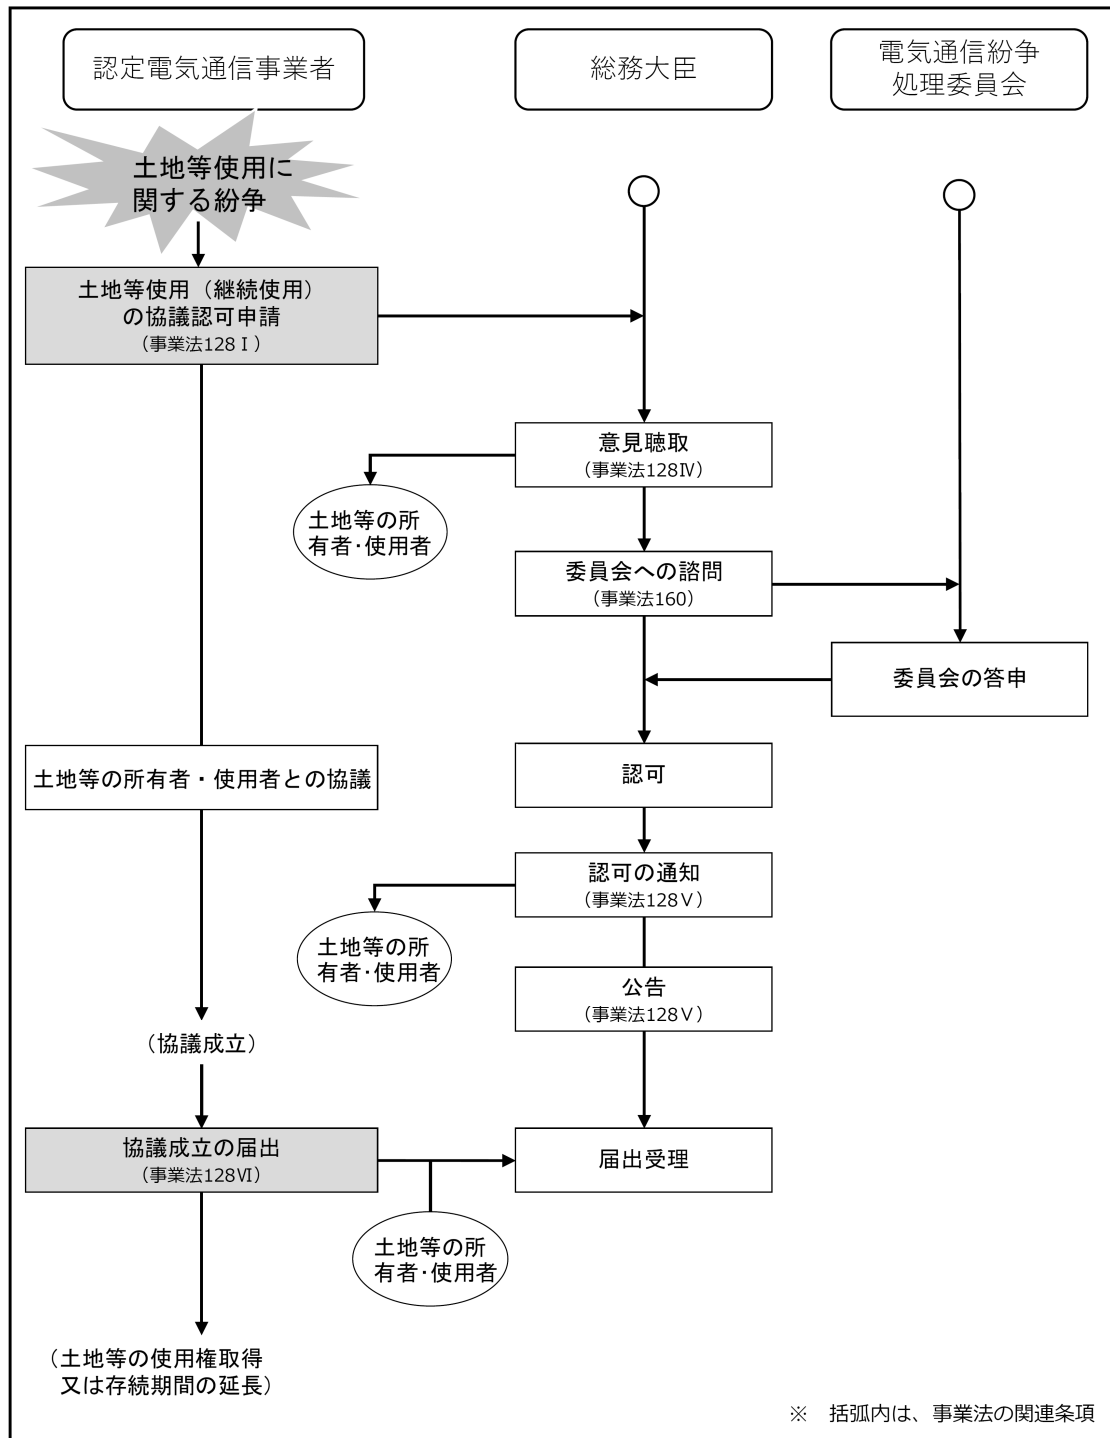 認定電気通信事業者
総務大臣
電気通信紛争
処理委員会
土地等使用に
関する紛争
土地等使用（継続使用）
の協議認可申請
（事業法128Ⅰ）
意見聴取
（事業法128Ⅳ）
土地等の所
有者・使用者
委員会への諮問
（事業法160）
委員会の答申
土地等の所有者・使用者との協議
認可
認可の通知
（事業法128Ⅴ）
土地等の所
有者・使用者
公告
（事業法128Ⅴ）
（協議成立）
協議成立の届出
（事業法128Ⅵ）
届出受理
土地等の所
有者・使用者
（土地等の使用権取得
又は存続期間の延長）
※　括弧内は、事業法の関連条項